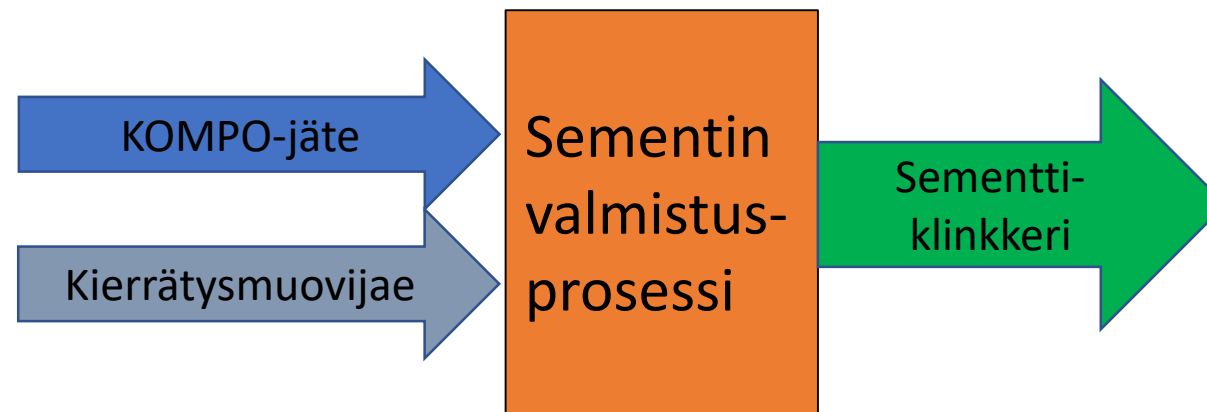 KOMPO-jäte
Kierrätysmuovijae
Sementin
valmistus-
prosessi
Sementti-
klinkkeri